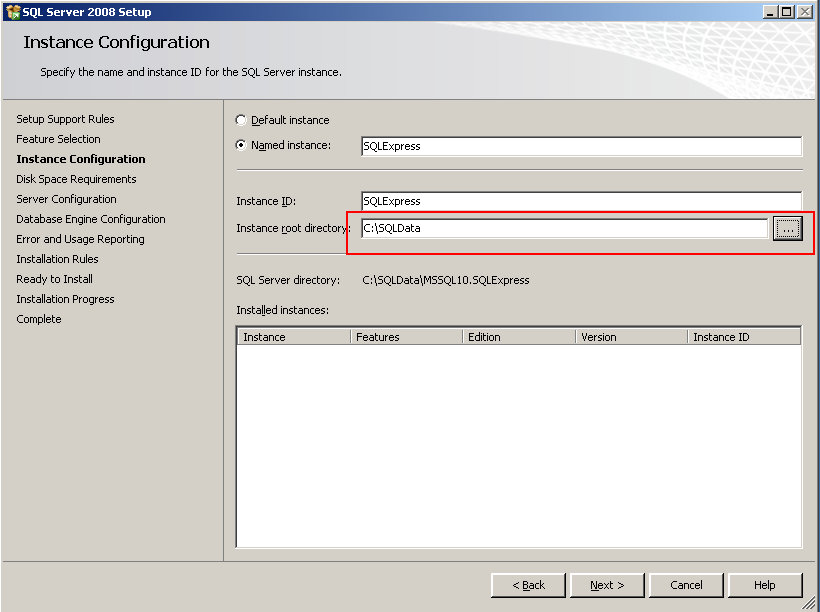 SQL Server 2008 Setup
Instance Configuration
Specify the name and instance ID for the SQL Server instance.
Setup Support Rules
Feature Selection
Instance Configuration
Disk Space Requirements
Server Configuration
Database Engine Configuration
Error and Usage Reporting
Installation Rules
Ready to Install
Installation Progress
Complete
Default instance
Named instance: SQLExpress
Instance ID: SQLExpress
Instance root directory: C:\SQLData ...
SQL Server directory: C:\SQLData\MSSQL10.SQLExpress
Installed instances:
Instance Features Edition Version Instance ID
< Back Next > Cancel Help